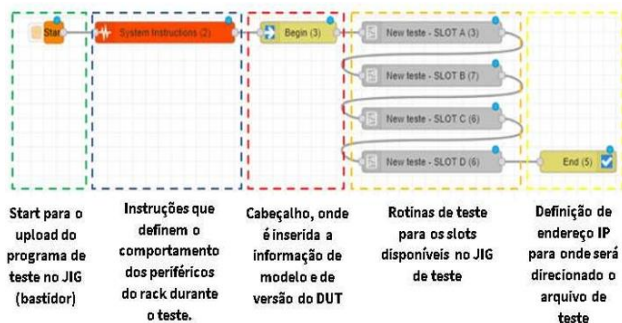 Start
System Instructions (2)
Begin (3)
New teste - SLOT A (3)
New teste - SLOT B (7)
New teste - SLOT C (6)
New teste - SLOT D (6)
End (5)
Start para o
upload do
programa de
teste no JIG
(bastidor)
Instruções que
definem o
comportamento
dos periféricos
do rack durante
o teste.
Cabeçalho, onde
é inserida a
informação de
modelo e de
versão do DUT
Rotinas de teste
para os slots
disponíveis no JIG
de teste
Definição de
endereço IP
para onde será
direcionado o
arquivo de
teste